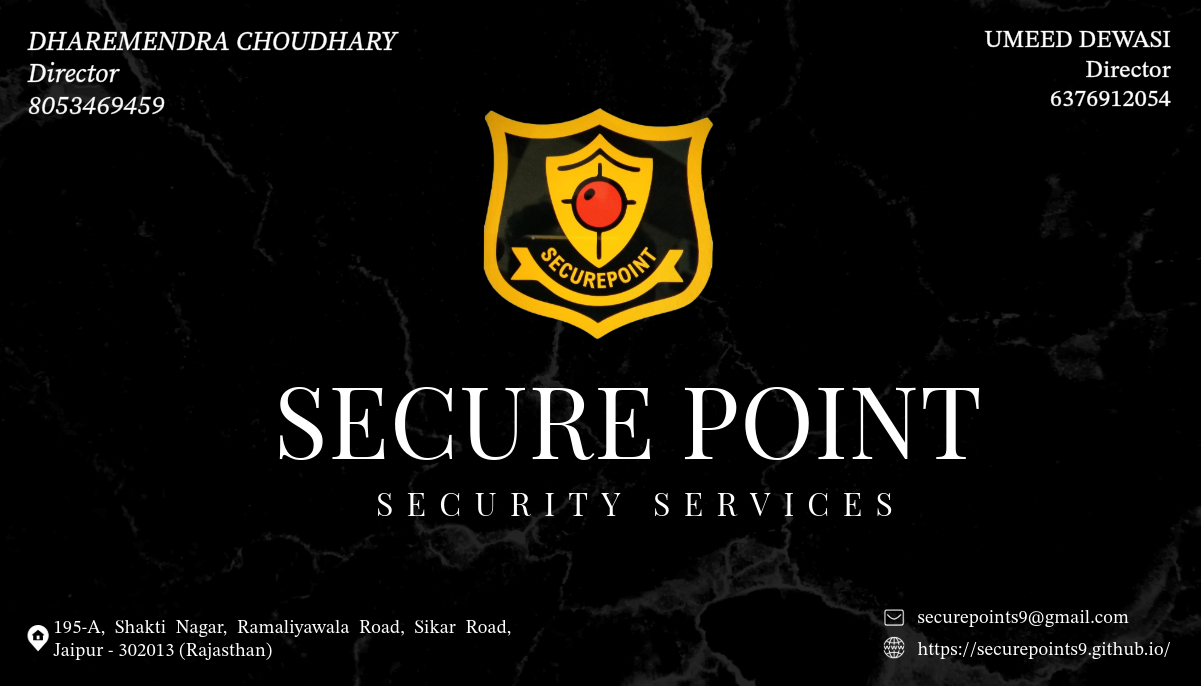 DHAREMENDRA CHOUDHARY
Director
8053469459
UMEED DEWASI
Director
6376912054
SECUREPOINT
SECURE POINT
SECURITY SERVICES
195-A, Shakti Nagar, Ramaliyawala Road, Sikar Road,
Jaipur - 302013 (Rajasthan)
securepoints9@gmail.com
https://securepoints9.github.io/